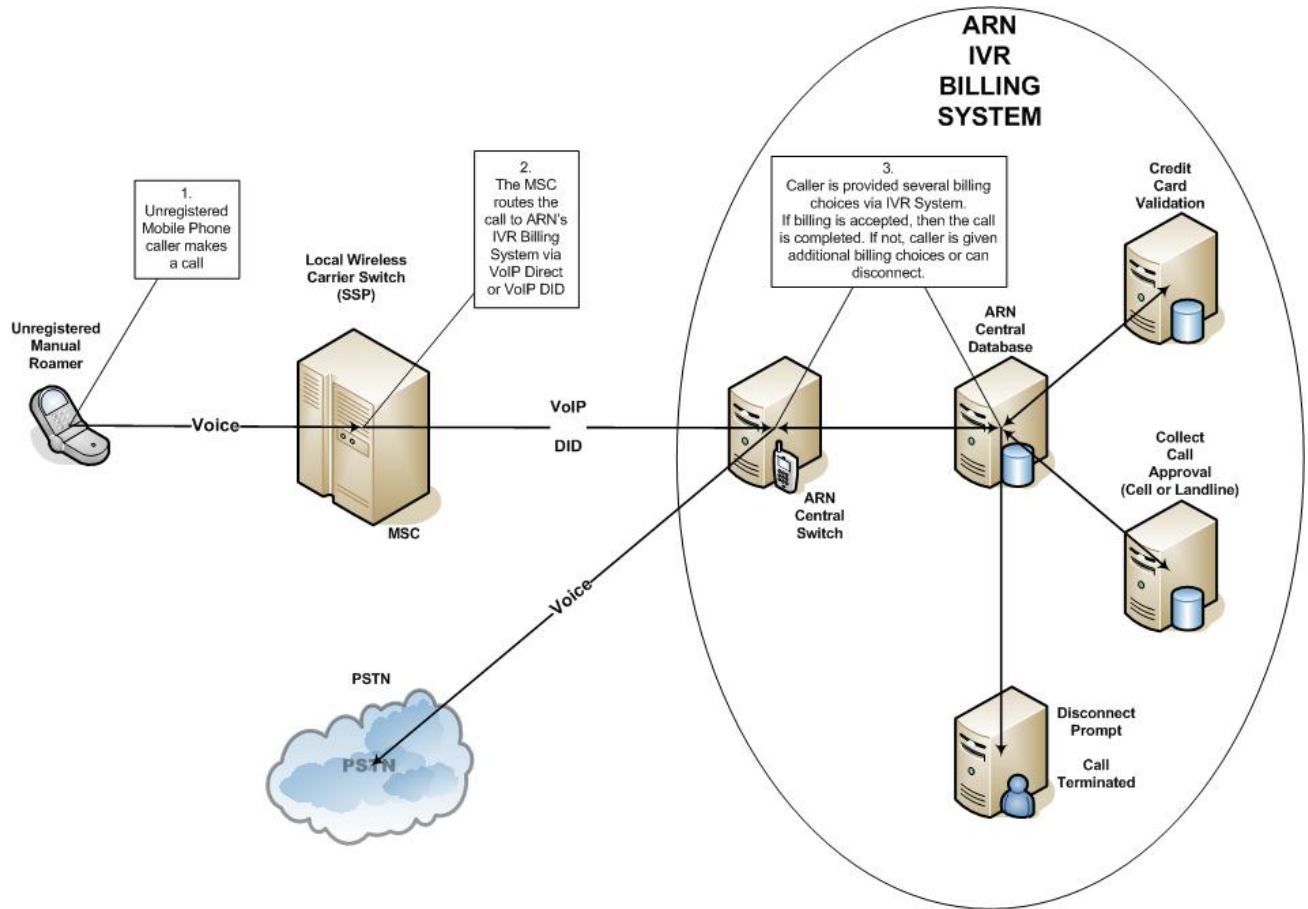 ARN
IVR
BILLING
SYSTEM
1.
Unregistered
Mobile Phone
caller makes
a call
2.
The MSC
routes the
call to ARN's
IVR Billing
System via
VoIP Direct
or VoIP DID
3.
Caller is provided several billing
choices via IVR System.
If billing is accepted, then the call
is completed. If not, caller is given
additional billing choices or can
disconnect.
Credit
Card
Validation
Local Wireless
Carrier Switch
(SSP)
Unregistered
Manual
Roamer
ARN
Central
Database
Voice
VoIP
DID
MSC
ARN
Central
Switch
Collect
Call
Approval
(Cell or Landline)
Voice
PSTN
PSTN
Disconnect
Prompt
Call
Terminated